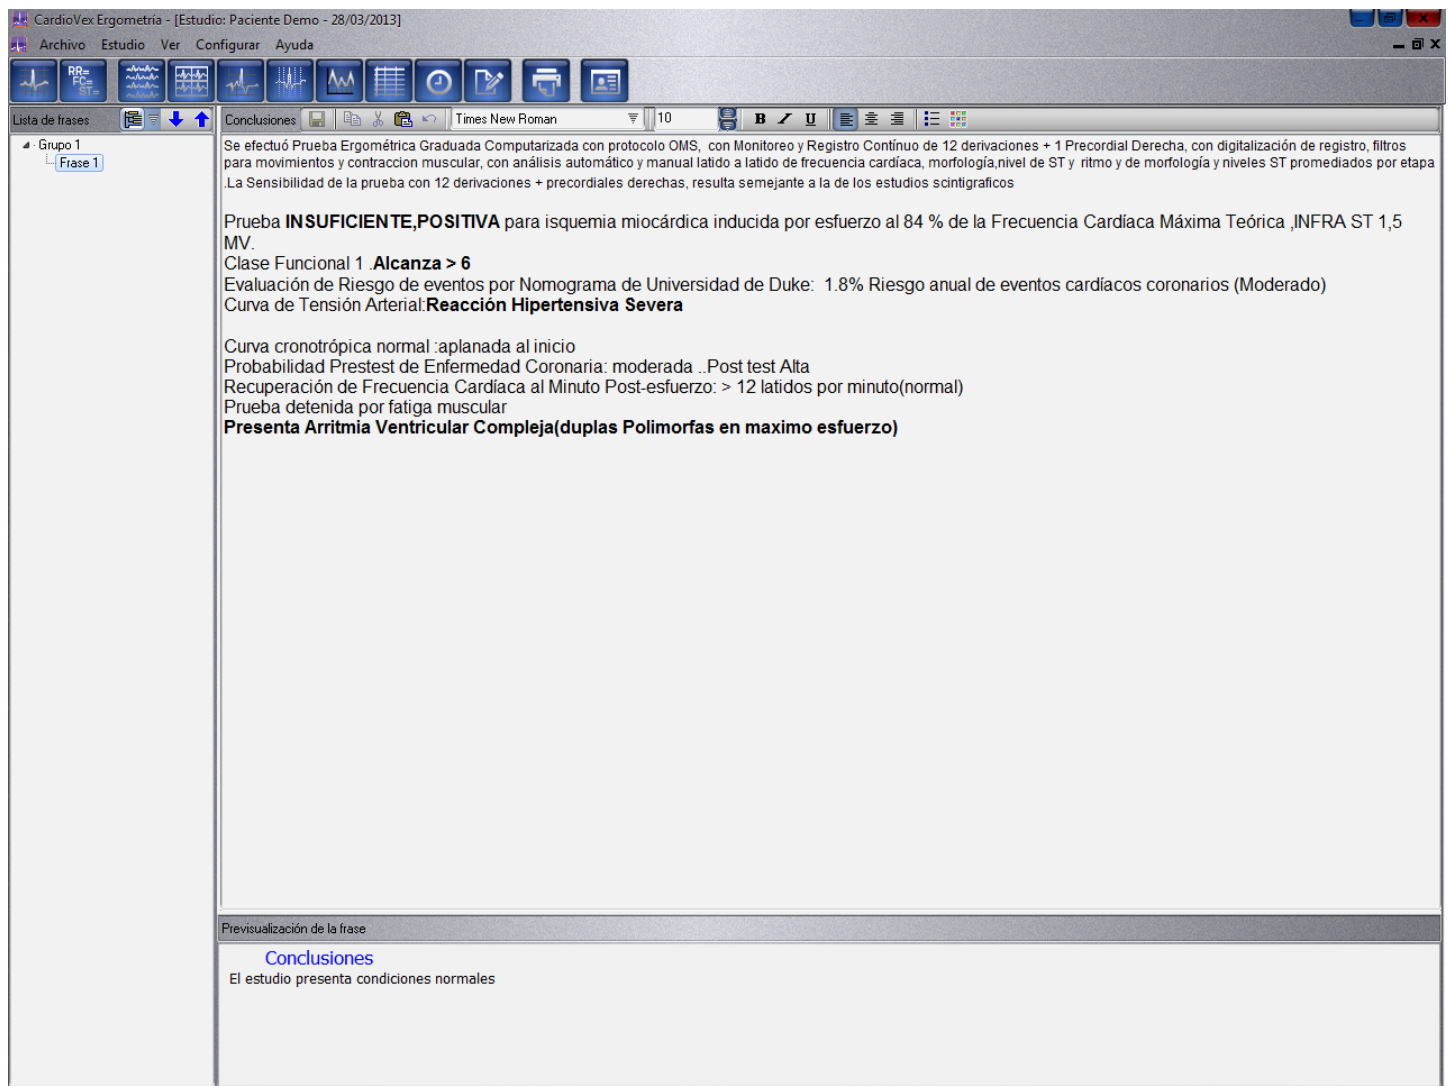 CardioVex Ergometría - [Estudio: Paciente Demo - 28/03/2013]
Archivo Estudio Ver Configurar Ayuda
RR=
FC=
ST=
Lista de frases
Conclusiones Times New Roman 10 B I U
Grupo 1
Frase 1
Se efectuó Prueba Ergométrica Graduada Computarizada con protocolo OMS, con Monitoreo y Registro Contínuo de 12 derivaciones + 1 Precordial Derecha, con digitalización de registro, filtros
para movimientos y contraccion muscular, con análisis automático y manual latido a latido de frecuencia cardíaca, morfología,nivel de ST y ritmo y de morfología y niveles ST promediados por etapa
.La Sensibilidad de la prueba con 12 derivaciones + precordiales derechas, resulta semejante a la de los estudios scintigraficos
Prueba INSUFICIENTE,POSITIVA para isquemia miocárdica inducida por esfuerzo al 84 % de la Frecuencia Cardíaca Máxima Teórica ,INFRA ST 1,5
MV.
Clase Funcional 1 .Alcanza > 6
Evaluación de Riesgo de eventos por Nomograma de Universidad de Duke: 1.8% Riesgo anual de eventos cardíacos coronarios (Moderado)
Curva de Tensión Arterial:Reacción Hipertensiva Severa
Curva cronotrópica normal :aplanada al inicio
Probabilidad Prestest de Enfermedad Coronaria: moderada ..Post test Alta
Recuperación de Frecuencia Cardíaca al Minuto Post-esfuerzo: > 12 latidos por minuto(normal)
Prueba detenida por fatiga muscular
Presenta Arritmia Ventricular Compleja(duplas Polimorfas en maximo esfuerzo)
Previsualización de la frase
Conclusiones
El estudio presenta condiciones normales